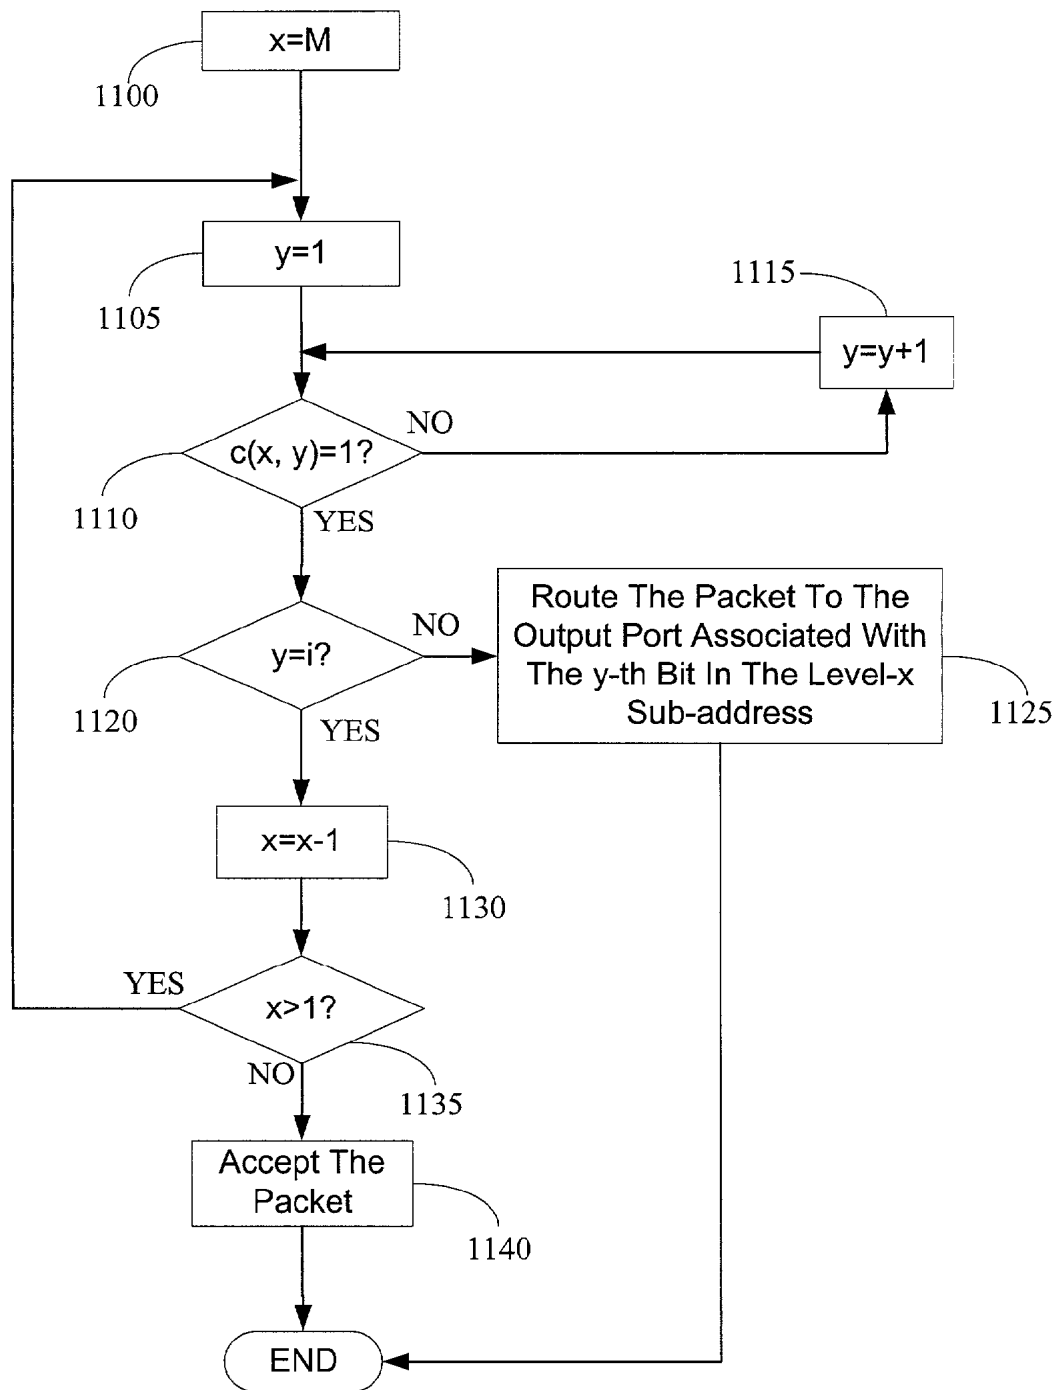 x=M
1100
y=1
1105
1115
y=y+1
c(x, y)=1?
NO
1110
YES
y=i?
NO
1120
YES
Route The Packet To The
Output Port Associated With
The y-th Bit In The Level-x
Sub-address
1125
x=x-1
1130
YES
x>1?
NO
1135
Accept The
Packet
1140
END